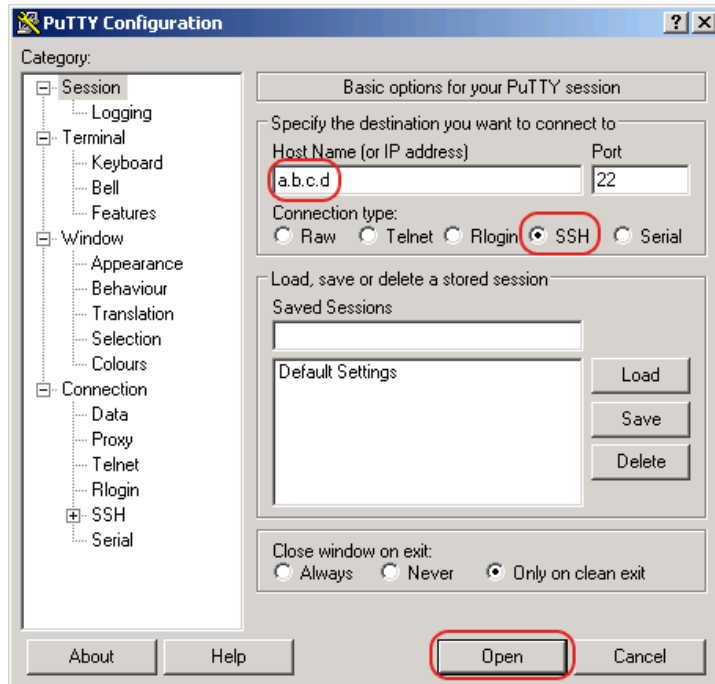 PuTTY Configuration
Category:
Session
Logging
Terminal
Keyboard
Bell
Features
Window
Appearance
Behaviour
Translation
Selection
Colours
Connection
Data
Proxy
Telnet
Rlogin
SSH
Serial
Basic options for your PuTTY session
Specify the destination you want to connect to
Host Name (or IP address) Port
a.b.c.d 22
Connection type:
Raw Telnet Rlogin SSH Serial
Load, save or delete a stored session
Saved Sessions
Default Settings
Load
Save
Delete
Close window on exit:
Always Never Only on clean exit
About Help Open Cancel